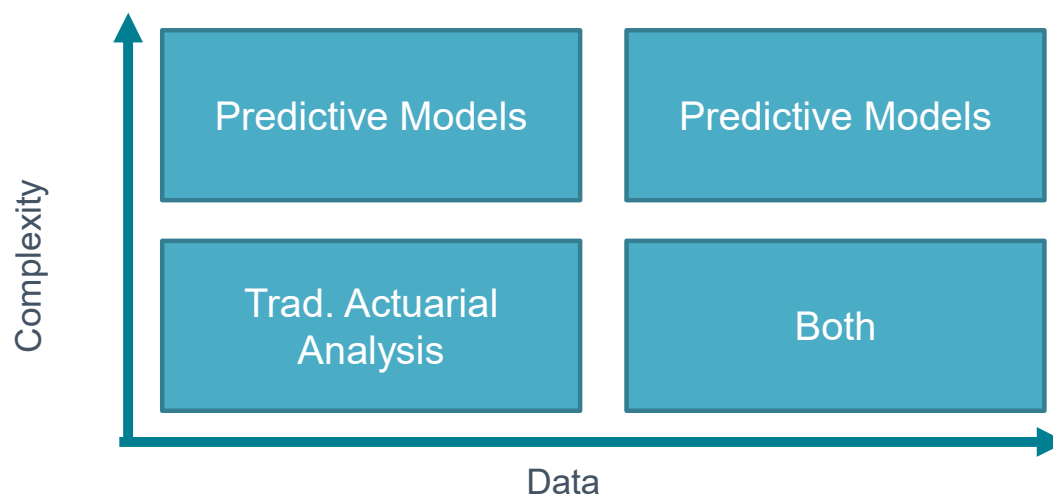 Predictive Models
Predictive Models
Complexity
Trad. Actuarial
Analysis
Both
Data